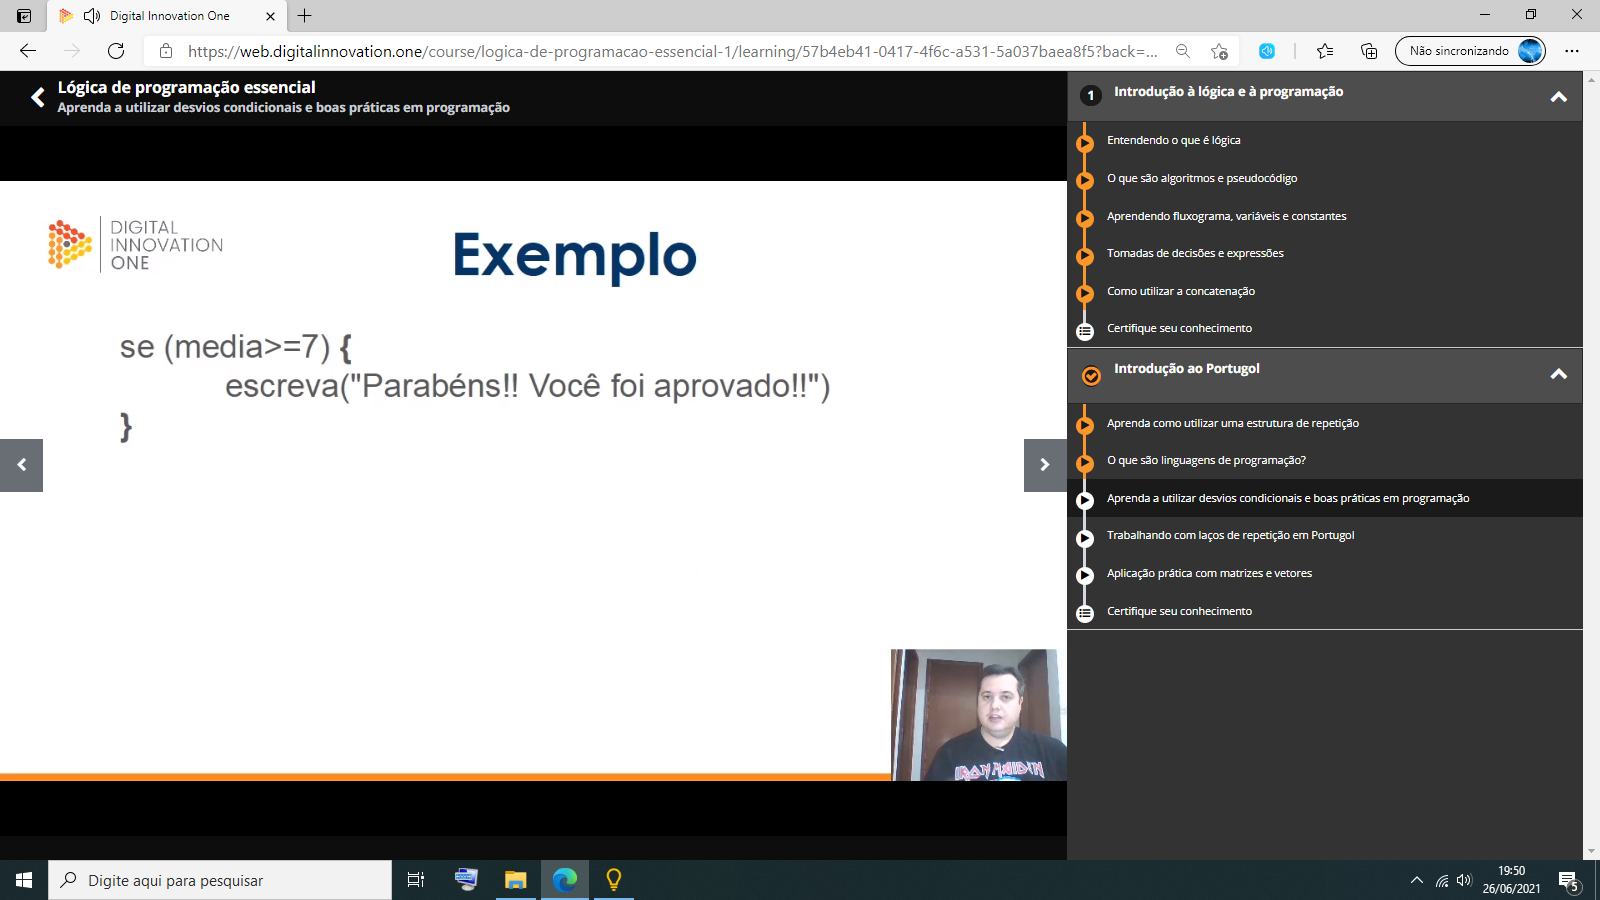 Digital Innovation One
https://web.digitalinnovation.one/course/logica-de-programacao-essencial-1/learning/57b4eb41-0417-4f6c-a531-5a037baea8f5?back=...
Não sincronizando
Lógica de programação essencial
Aprenda a utilizar desvios condicionais e boas práticas em programação
DIGITAL
INNOVATION
ONE
Exemplo
se (media>=7) {
escreva("Parabéns!! Você foi aprovado!!")
}
IRON MAIDEN
1
Introdução à lógica e à programação
Entendendo o que é lógica
O que são algoritmos e pseudocódigo
Aprendendo fluxograma, variáveis e constantes
Tomadas de decisões e expressões
Como utilizar a concatenação
Certifique seu conhecimento
Introdução ao Portugol
Aprenda como utilizar uma estrutura de repetição
O que são linguagens de programação?
Aprenda a utilizar desvios condicionais e boas práticas em programação
Trabalhando com laços de repetição em Portugol
Aplicação prática com matrizes e vetores
Certifique seu conhecimento
Digite aqui para pesquisar
19:50
26/06/2021
5